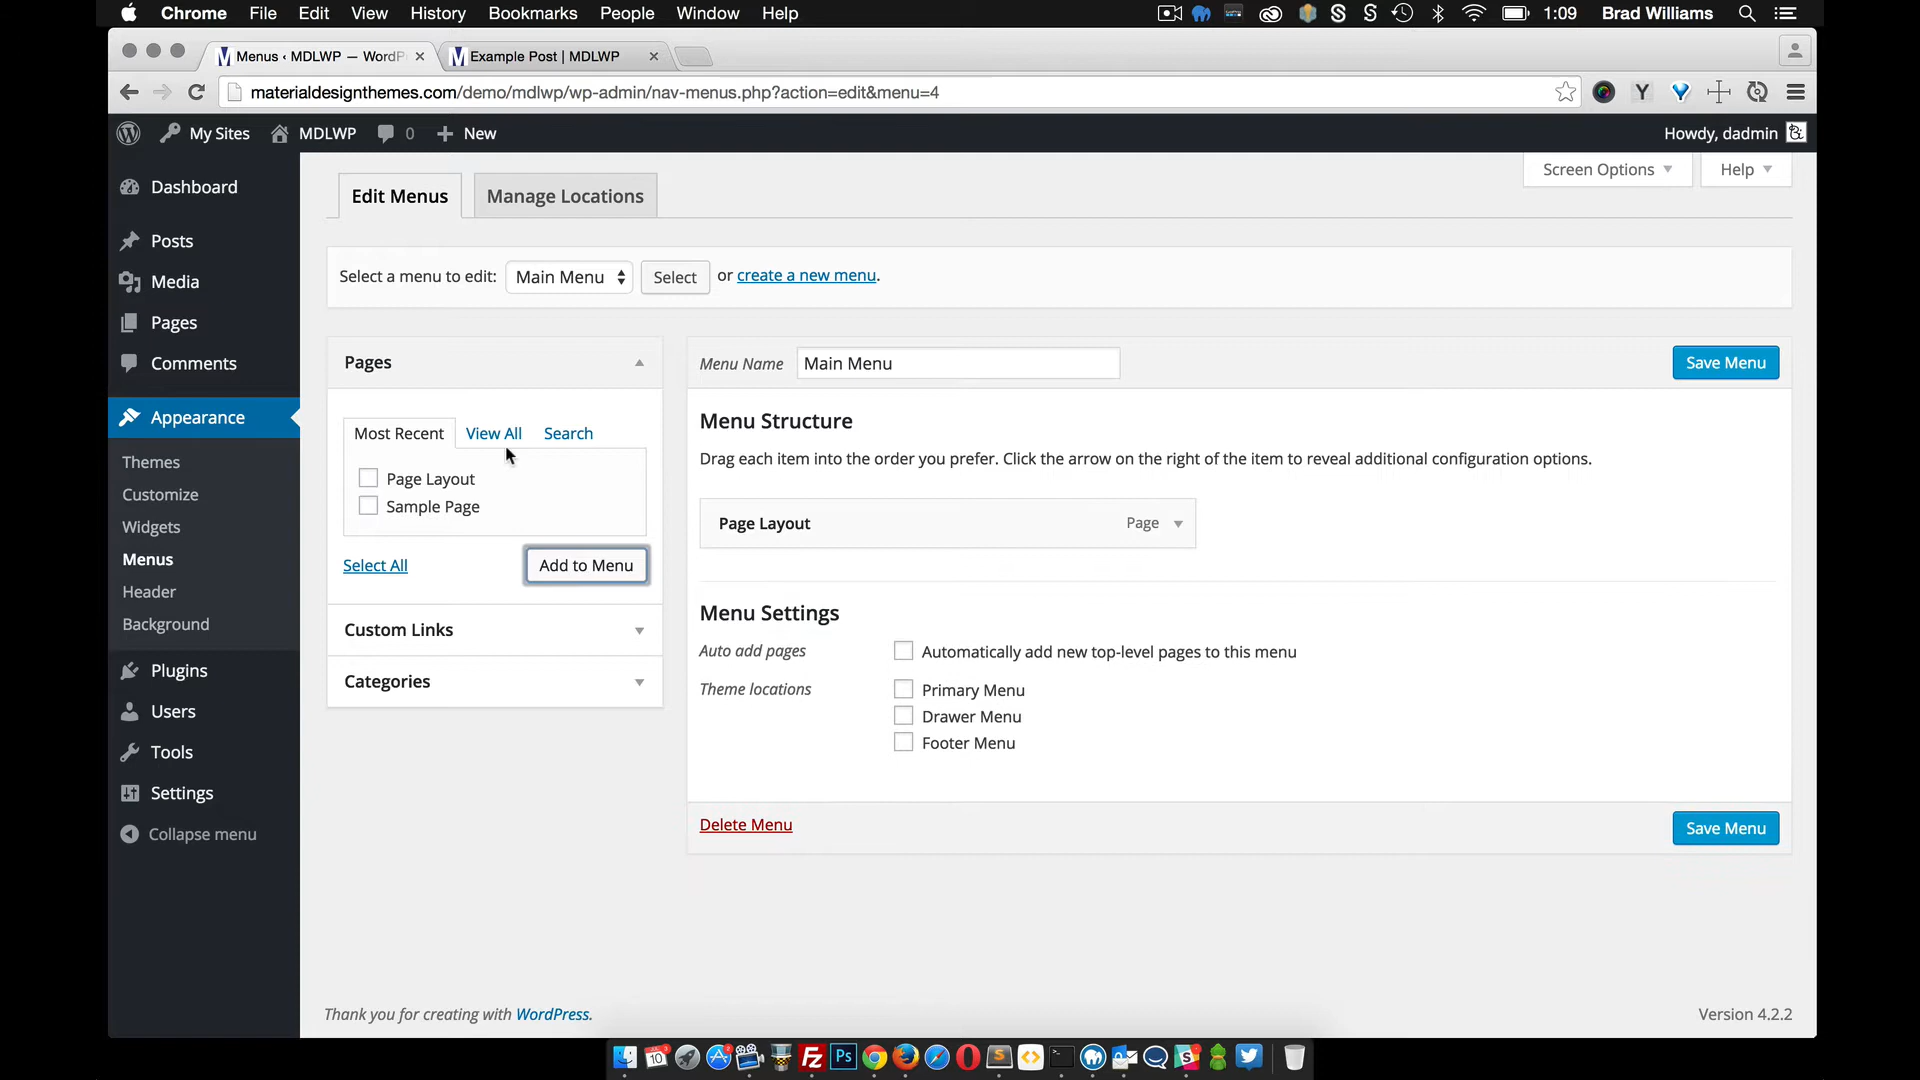 Chrome File Edit View History Bookmarks People Window Help 1:09 Brad Williams
Menus ‹ MDLWP — WordP
Example Post | MDLWP
materialdesignthemes.com/demo/mdlwp/wp-admin/nav-menus.php?action=edit&menu=4
My Sites MDLWP 0 + New Howdy, dadmin
Screen Options Help
Dashboard
Posts
Media
Pages
Comments
Appearance
Themes
Customize
Widgets
Menus
Header
Background
Plugins
Users
Tools
Settings
Collapse menu
Edit Menus Manage Locations
Select a menu to edit: Main Menu Select or create a new menu.
Pages
Most Recent View All Search
Page Layout
Sample Page
Select All Add to Menu
Custom Links
Categories
Menu Name Main Menu Save Menu
Menu Structure
Drag each item into the order you prefer. Click the arrow on the right of the item to reveal additional configuration options.
Page Layout Page
Menu Settings
Auto add pages Automatically add new top-level pages to this menu
Theme locations Primary Menu
Drawer Menu
Footer Menu
Delete Menu Save Menu
Thank you for creating with WordPress. Version 4.2.2